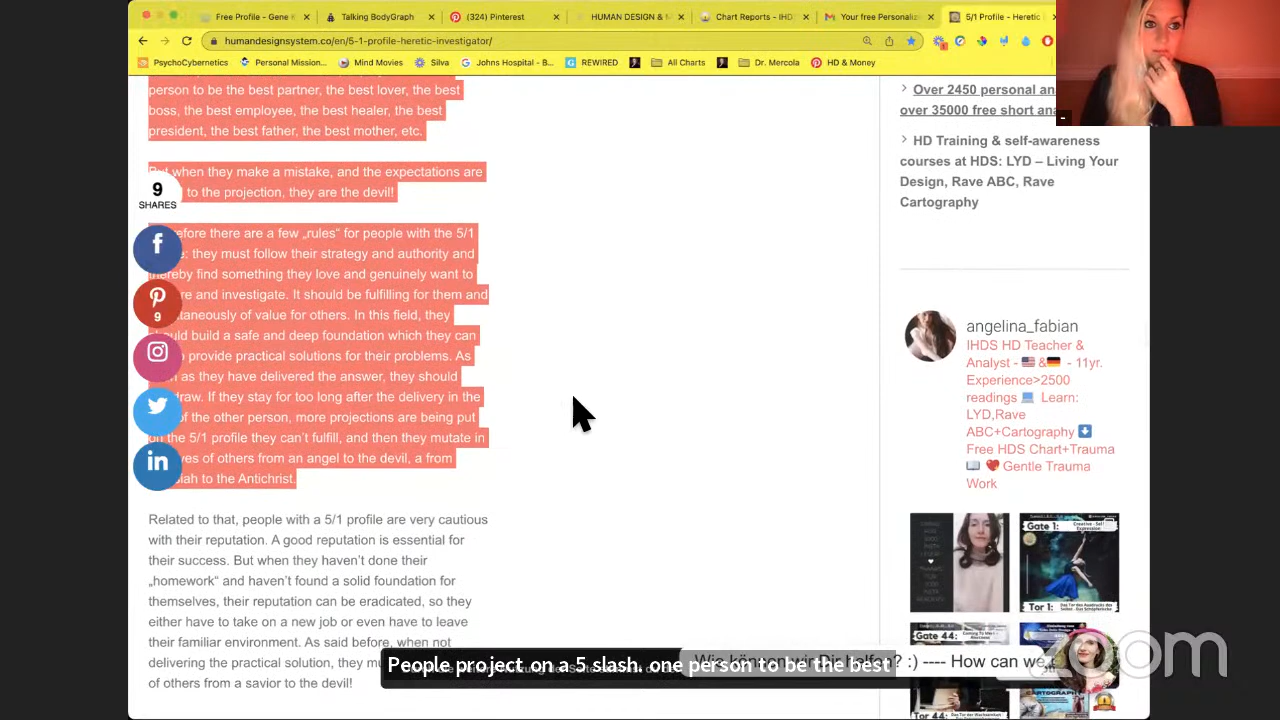 Free Profile - Gene K
Talking BodyGraph
(324) Pinterest
HUMAN DESIGN & M
Chart Reports - IHD
Your free Personaliz
5/1 Profile - Heretic
humandesignsystem.co/en/5-1-profile-heretic-investigator/
PsychoCybernetics
Personal Mission...
Mind Movies
Silva
Johns Hospital - B...
REWIRED
All Charts
Dr. Mercola
HD & Money
person to be the best partner, the best lover, the best
boss, the best employee, the best healer, the best
president, the best father, the best mother, etc.
when they make a mistake, and the expectations are
to the projection, they are the devil!
there are a few „rules“ for people with the 5/1
they must follow their strategy and authority and
thereby find something they love and genuinely want to
and investigate. It should be fulfilling for them and
of value for others. In this field, they
should build a safe and deep foundation which they can
provide practical solutions for their problems. As
as they have delivered the answer, they should
If they stay for too long after the delivery in the
of the other person, more projections are being put
on the 5/1 profile they can’t fulfill, and then they mutate in
of others from an angel to the devil, a from
to the Antichrist.
Related to that, people with a 5/1 profile are very cautious
with their reputation. A good reputation is essential for
their success. But when they haven’t done their
„homework“ and haven’t found a solid foundation for
themselves, their reputation can be eradicated, so they
either have to take on a new job or even need to leave
their familiar environment. As said before, when not
delivering the practical solution, they
of others from a savior to the devil.
9
SHARES
9
Over 2450 personal
over 35000 free short
HD Training & self-awareness
courses at HDS: LYD – Living Your
Design, Rave ABC, Rave
Cartography
angelina_fabian
IHDS HD Teacher &
Analyst - 🇺🇸 &🇩🇪 - 11yr.
Experience>2500
readings 💻 Learn:
LYD,Rave
ABC+Cartography ⬇️
Free HDS Chart+Trauma
📖 💖 Gentle Trauma
Work
Gate 1:
Tor 1:
Gate 44:
Tor 44:
? :) ---- How can we
People project on a 5 slash. one person to be the best
zoom